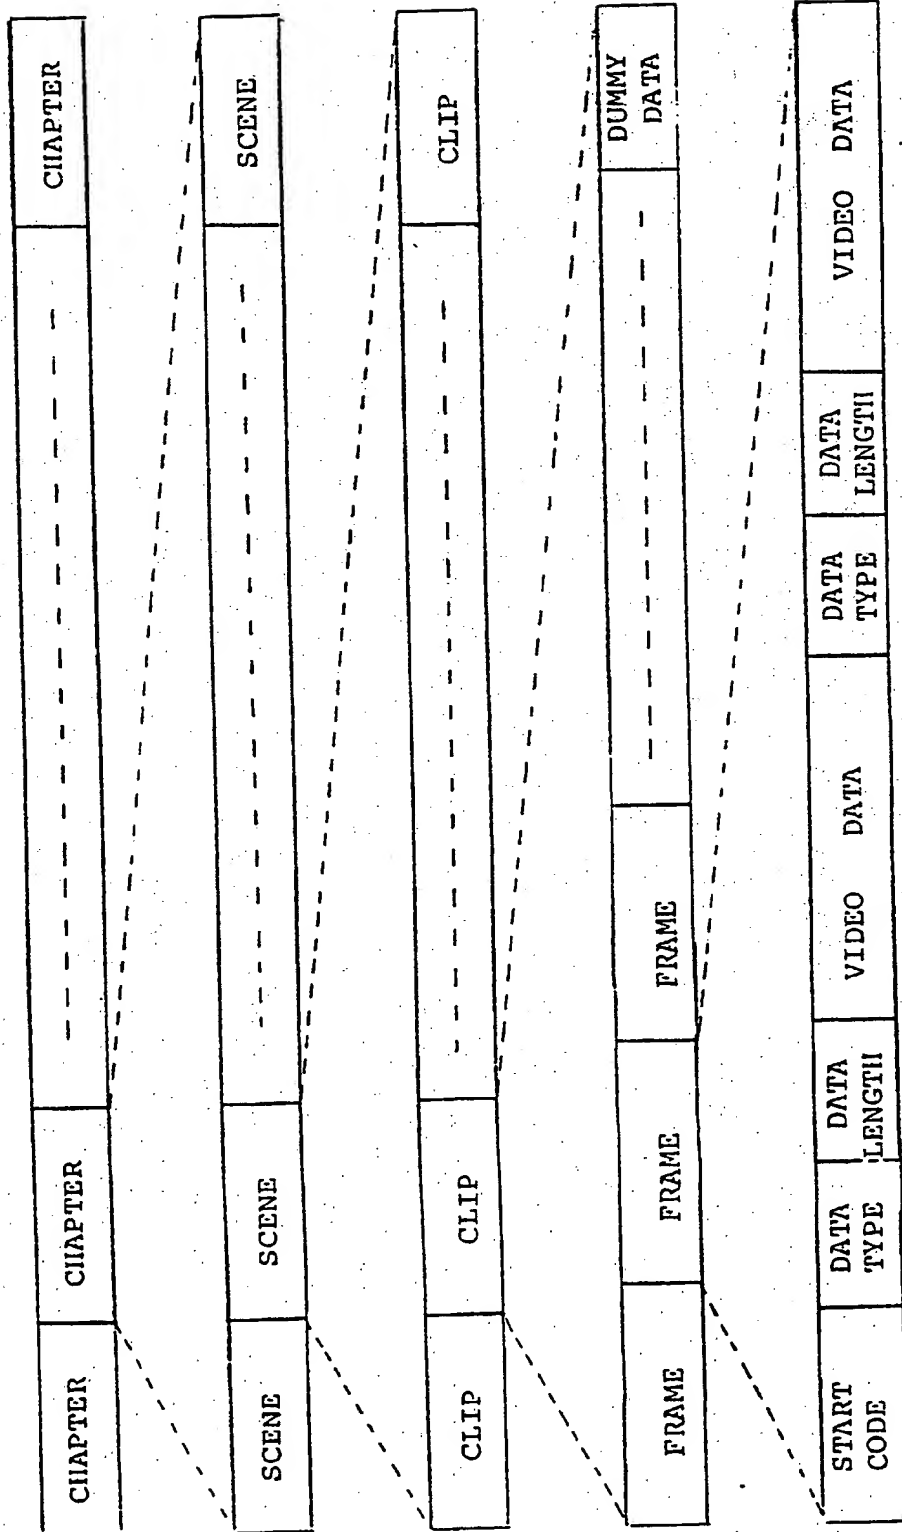 CHAPTER
CHAPTER
CHAPTER
SCENE
SCENE
SCENE
CLIP
CLIP
CLIP
FRAME
FRAME
FRAME
DUMMY
DATA
START
CODE
DATA
TYPE
DATA
LENGTH
VIDEO DATA
DATA
TYPE
DATA
LENGTH
VIDEO DATA